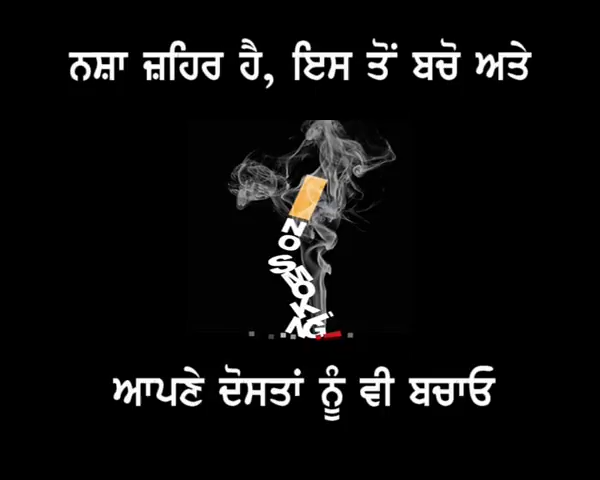 ਨਸ਼ਾ ਜ਼ਹਿਰ ਹੈ, ਇਸ ਤੋਂ ਬਚੋ ਅਤੇ
NO
SMOKING
ਆਪਣੇ ਦੋਸਤਾਂ ਨੂੰ ਵੀ ਬਚਾਓ